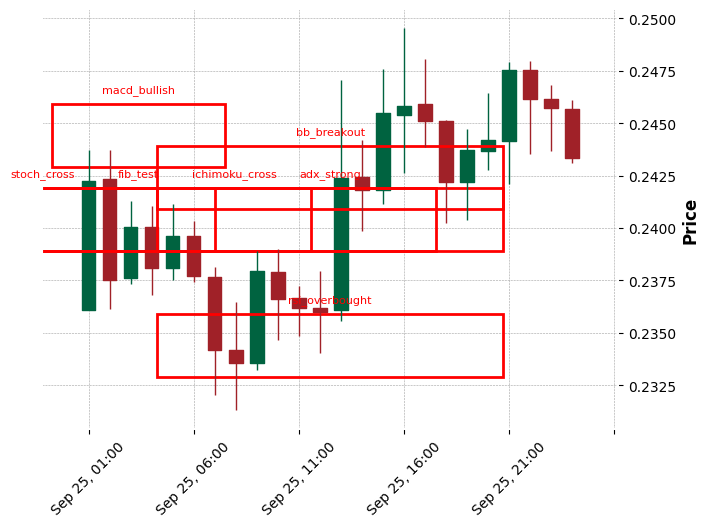 0.2500
0.2475
macd_bullish
0.2450
bb_breakout
stoch_cross
fib_test
ichimoku_cross
adx_strong
0.2425
0.2400
Price
0.2375
0.2350
0.2325
Sep 25, 01:00
Sep 25, 06:00
Sep 25, 11:00
Sep 25, 16:00
Sep 25, 21:00